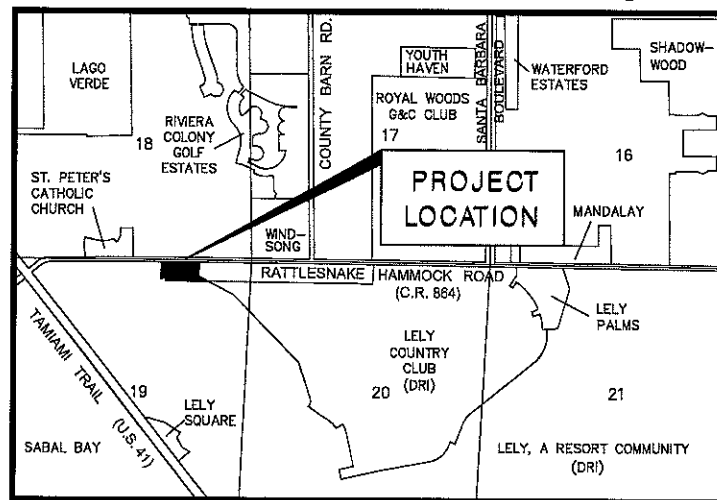 LAGO
VERDE
18
RIVIERA
COLONY
GOLF
ESTATES
ST. PETER'S
CATHOLIC
CHURCH
COUNTY BARN RD.
WIND-
SONG
YOUTH
HAVEN
ROYAL WOODS
G&C CLUB
17
SANTA BARBARA
BOULEVARD
WATERFORD
ESTATES
SHADOW-
WOOD
16
PROJECT
LOCATION
MANDALAY
RATTLESNAKE HAMMOCK ROAD
(C.R. 864)
LELY
PALMS
LELY
COUNTRY
CLUB
(DRI)
20
21
TAMIAMI TRAIL
(U.S. 41)
19
LELY
SQUARE
SABAL BAY
LELY, A RESORT COMMUNITY
(DRI)